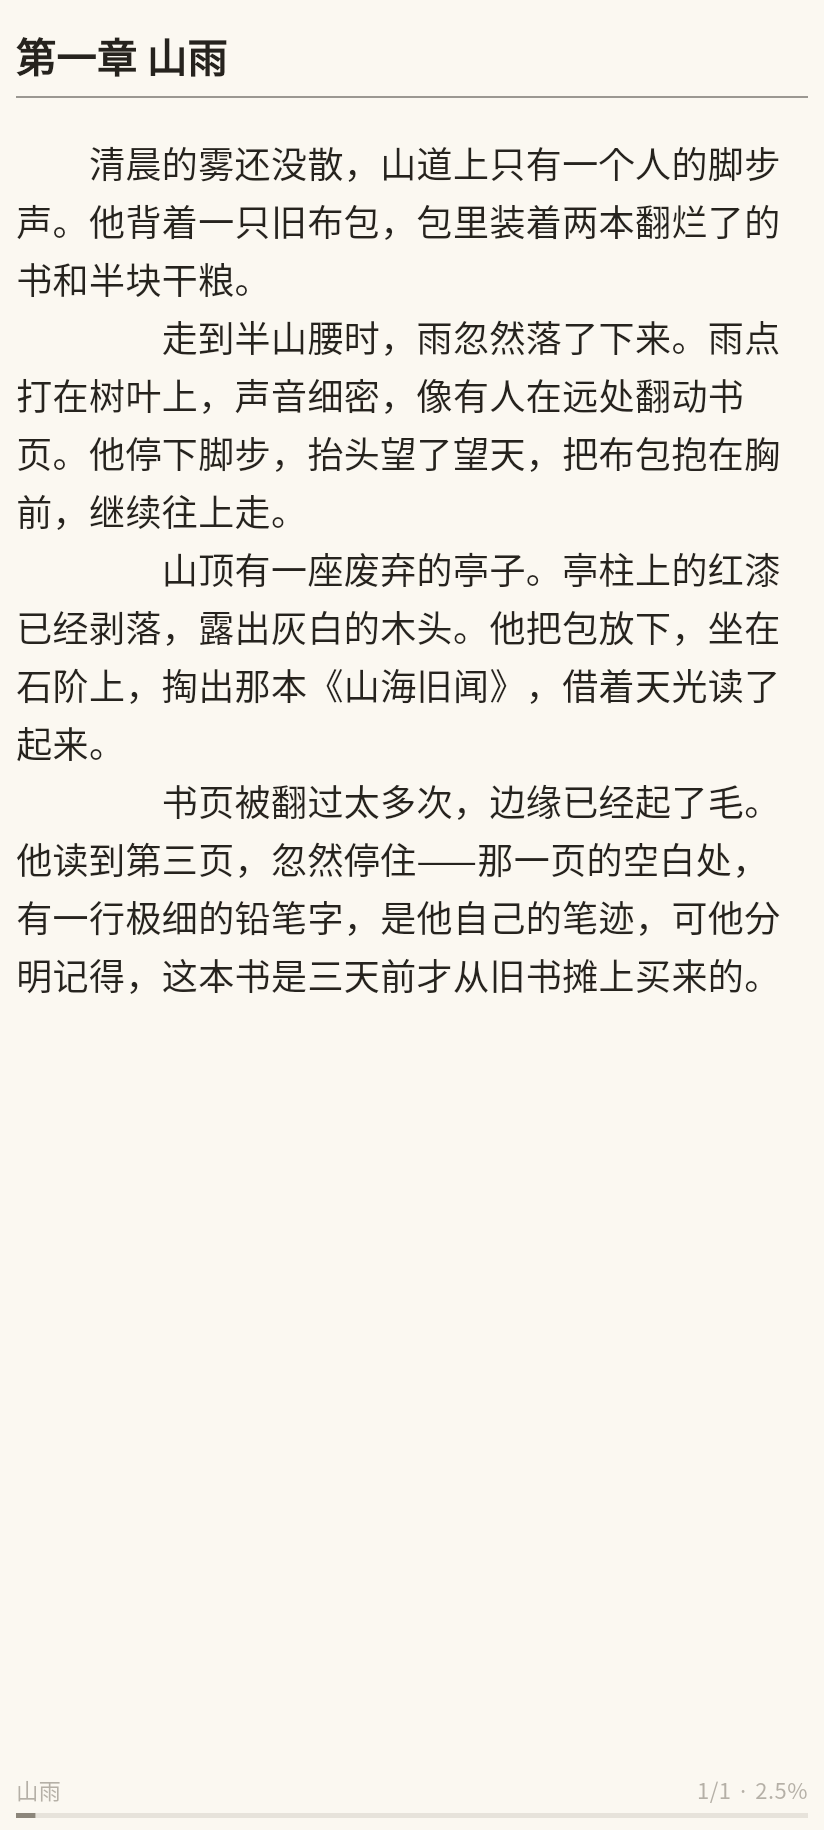 第一章 山雨
清晨的雾还没散，山道上只有一个人的脚步
声。他背着一只旧布包，包里装着两本翻烂了的
书和半块干粮。
走到半山腰时，雨忽然落了下来。雨点
打在树叶上，声音细密，像有人在远处翻动书
页。他停下脚步，抬头望了望天，把布包抱在胸
前，继续往上走。
山顶有一座废弃的亭子。亭柱上的红漆
已经剥落，露出灰白的木头。他把包放下，坐在
石阶上，掏出那本《山海旧闻》，借着天光读了
起来。
书页被翻过太多次，边缘已经起了毛。
他读到第三页，忽然停住——那一页的空白处，
有一行极细的铅笔字，是他自己的笔迹，可他分
明记得，这本书是三天前才从旧书摊上买来的。
山雨
1/1 · 2.5%